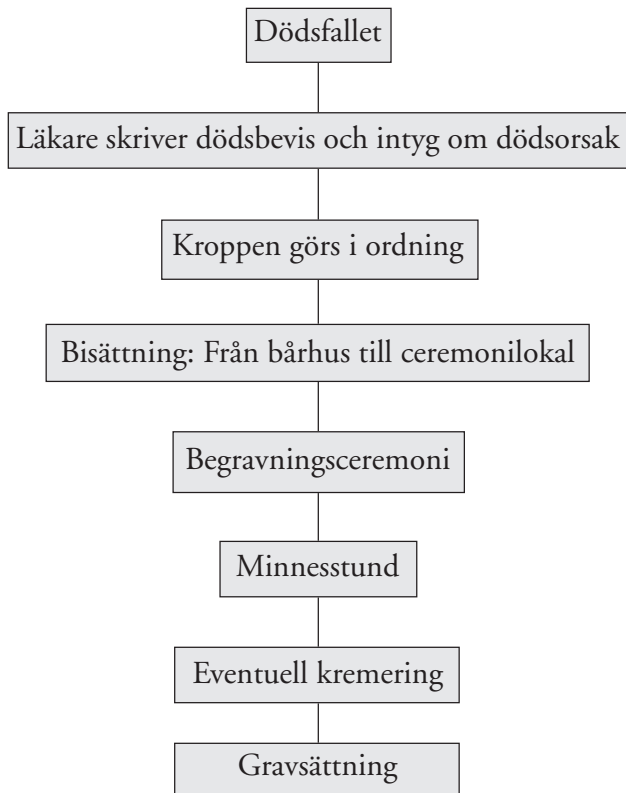 Dödsfallet
Läkare skriver dödsbevis och intyg om dödsorsak
Kroppen görs i ordning
Bisättning: Från bårhus till ceremonilokal
Begravningsceremoni
Minnesstund
Eventuell kremering
Gravsättning